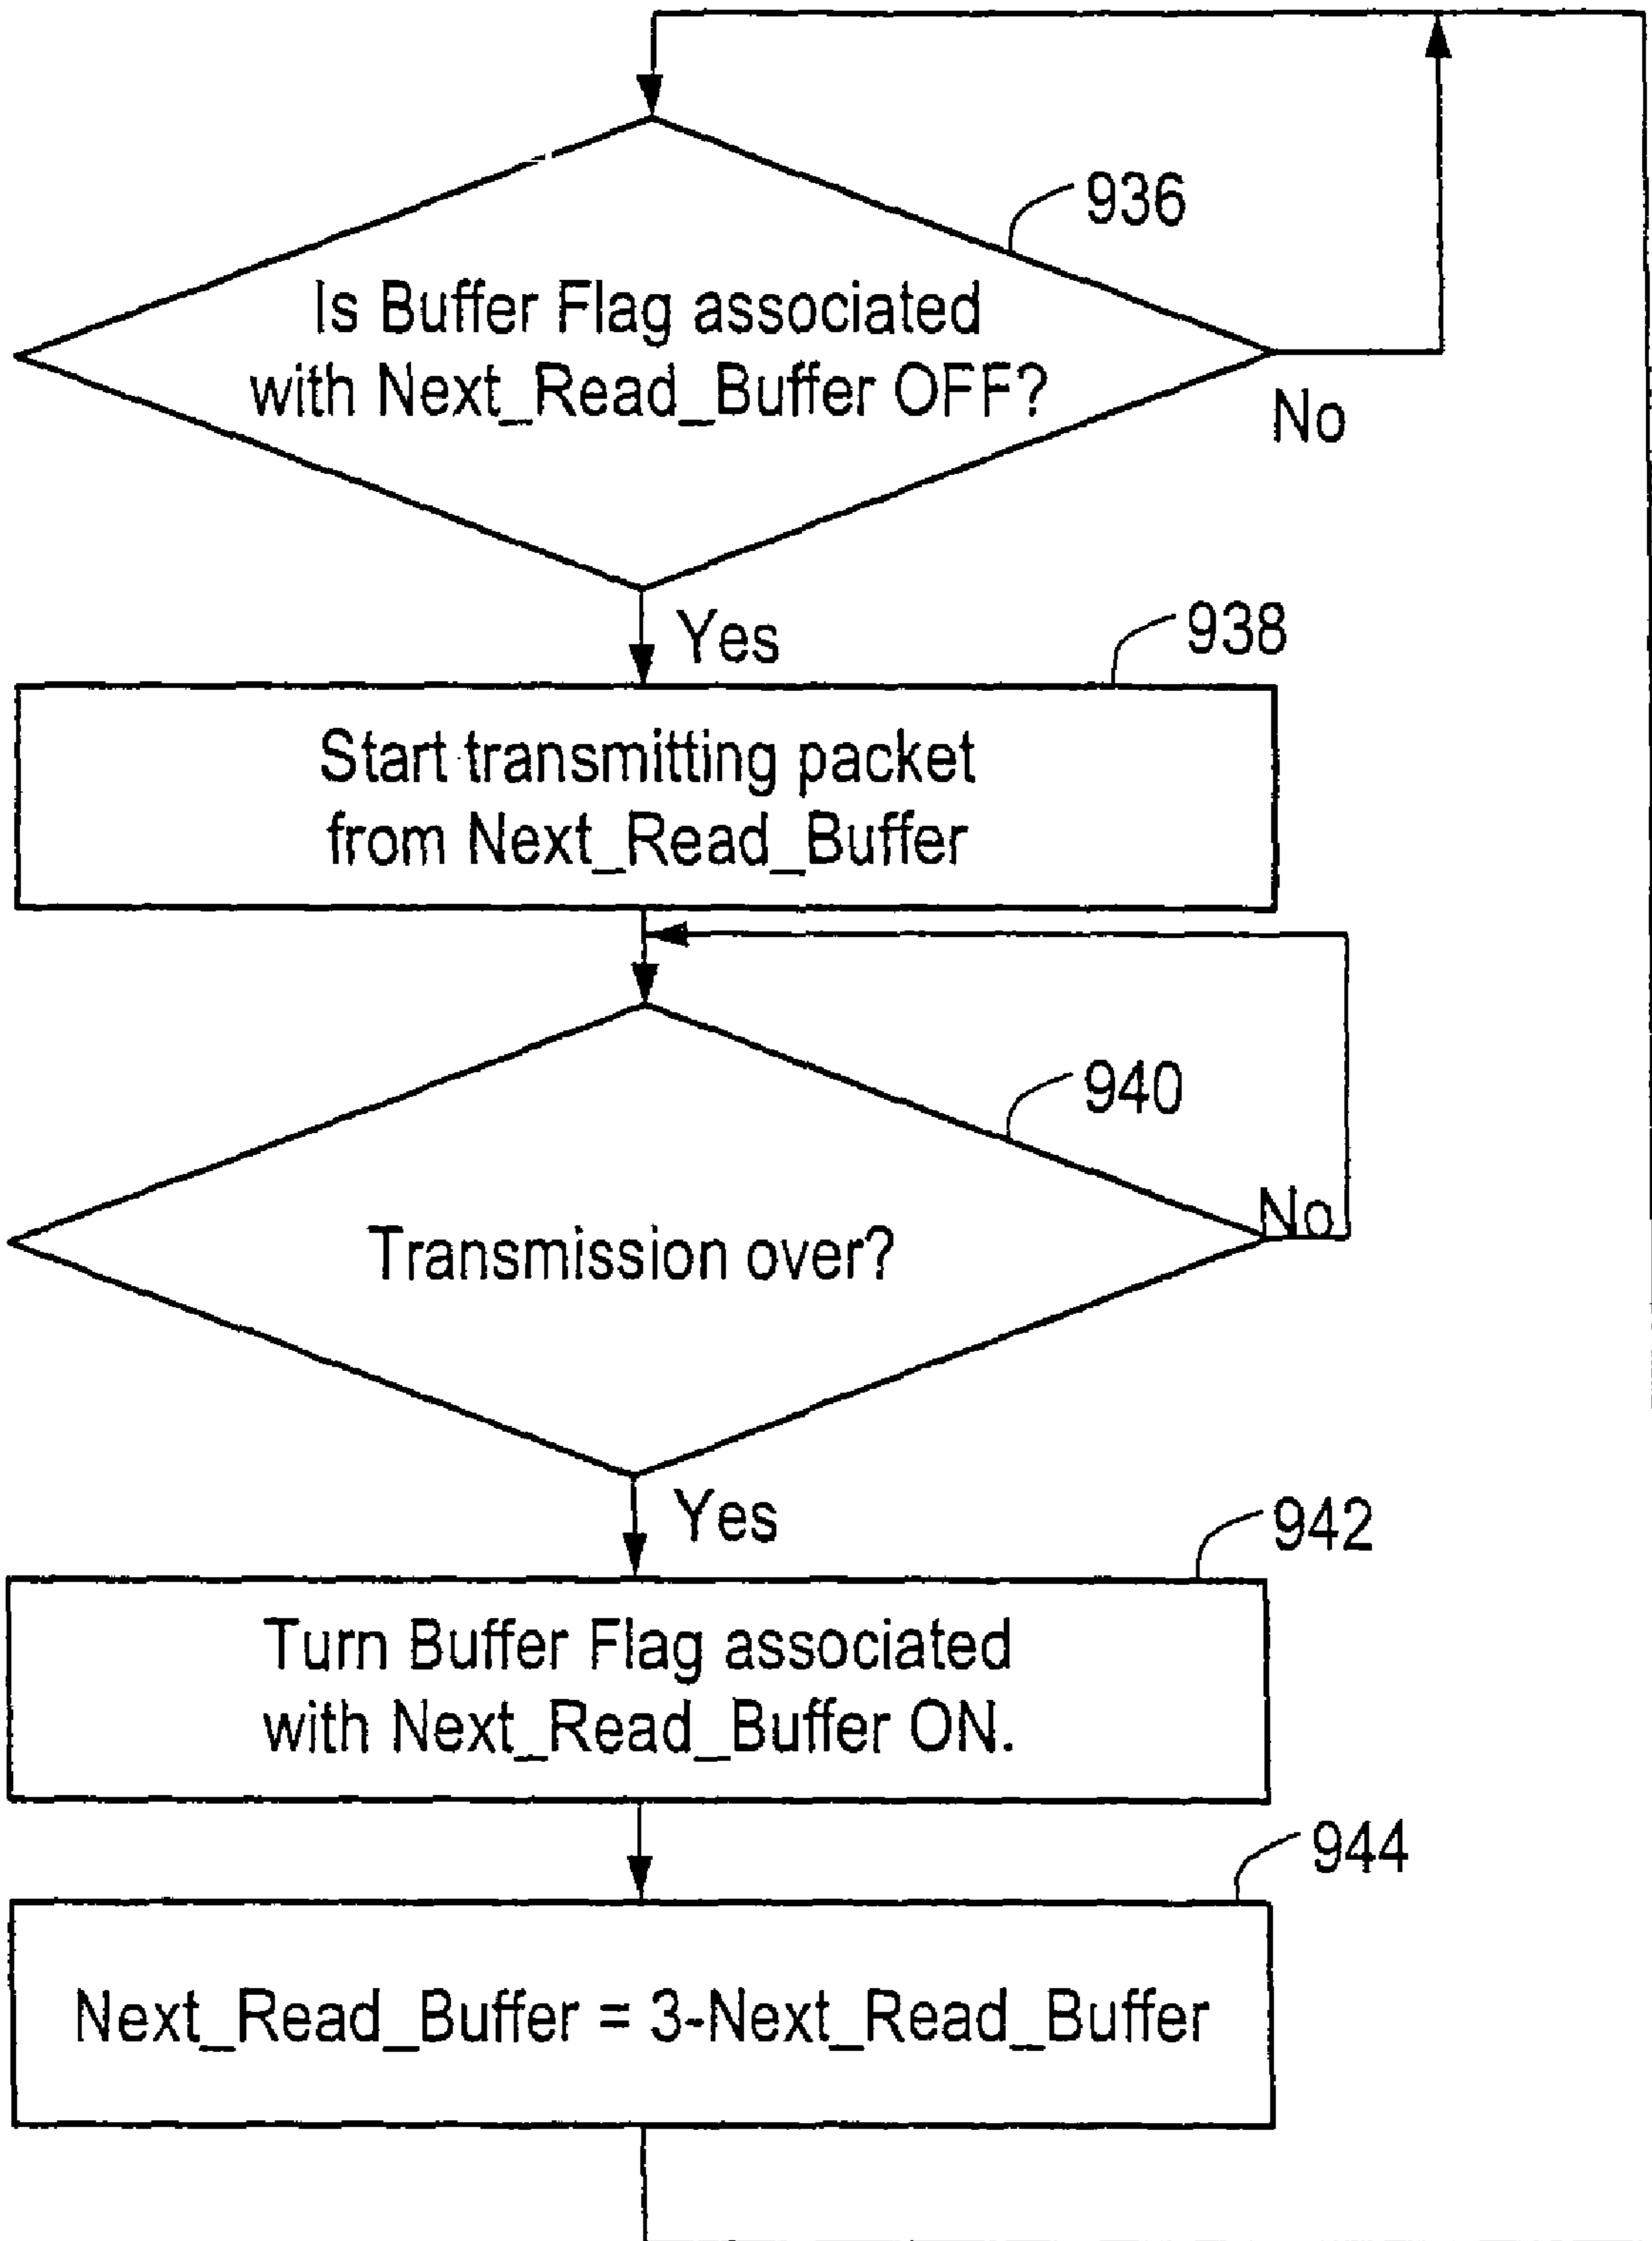 936
Is Buffer Flag associated
with Next_Read_Buffer OFF?
No
Yes
938
Start transmitting packet
from Next_Read_Buffer
940
No
Transmission over?
Yes
942
Turn Buffer Flag associated
with Next_Read_Buffer ON.
944
Next_Read_Buffer = 3-Next_Read_Buffer